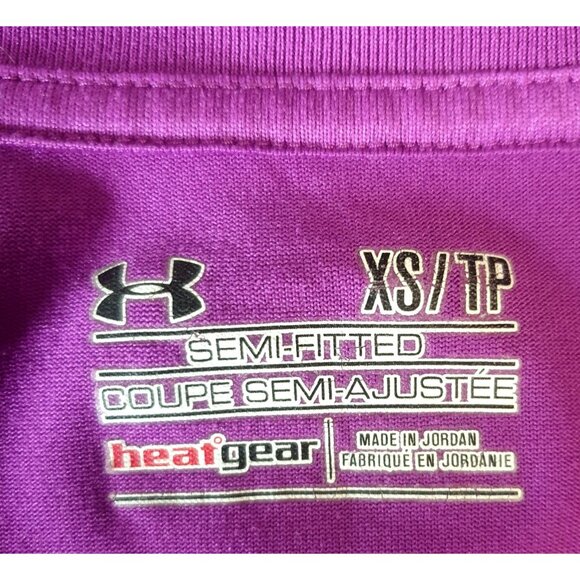 XS/TP
SEMI-FITTED
COUPE SEMI-AJUSTÉE
heatgear
MADE IN JORDAN
FABRIQUÉ EN JORDANIE